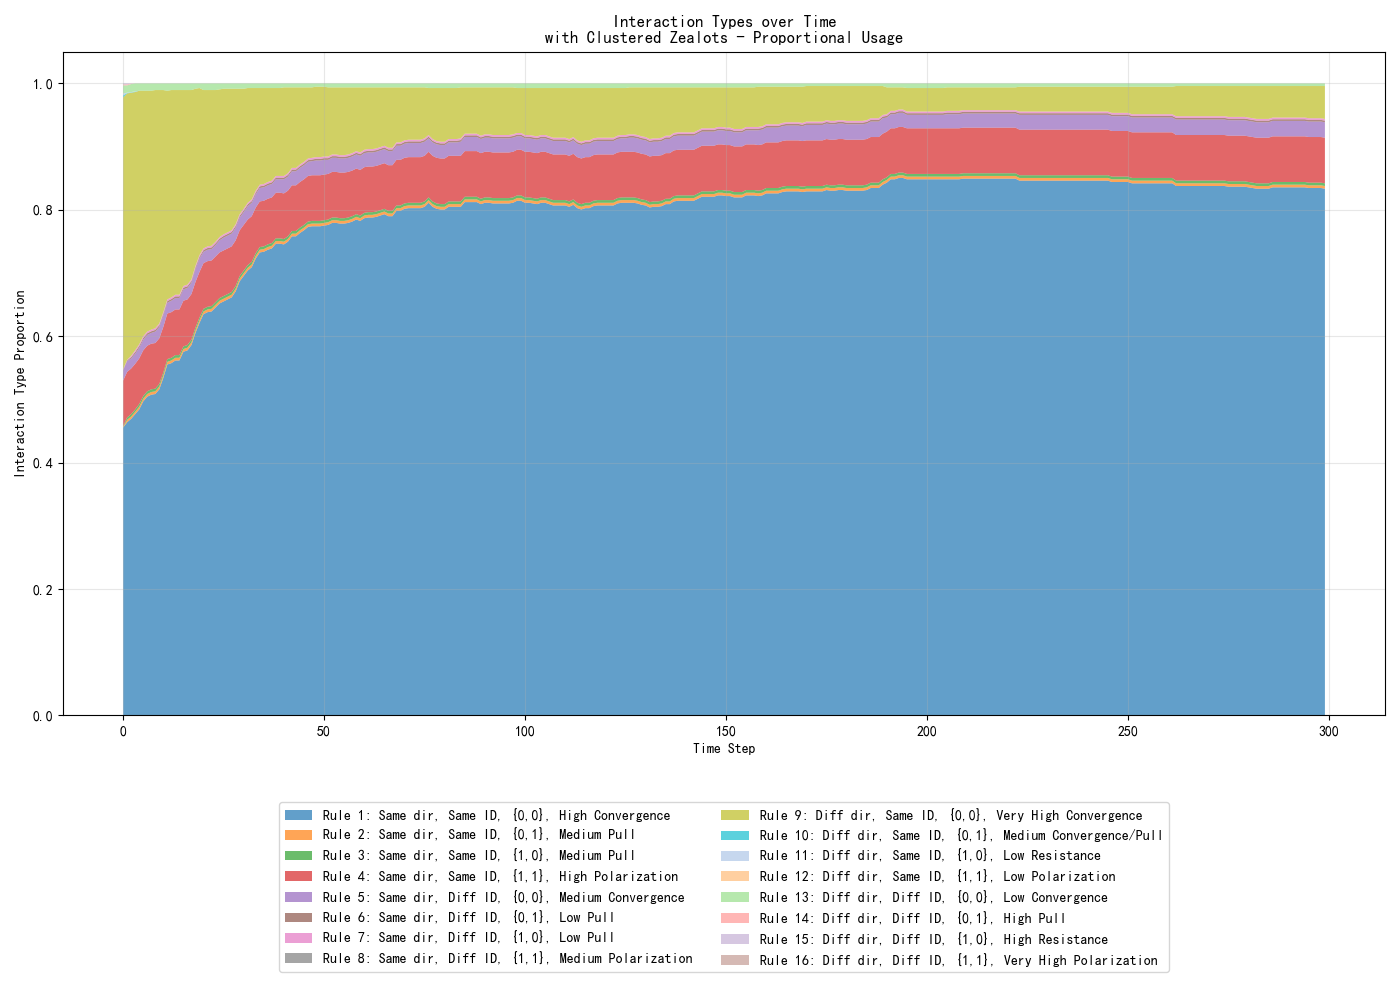 Interaction Types over Time
with Clustered Zealots - Proportional Usage
Interaction Type Proportion
1.0
0.8
0.6
0.4
0.2
0.0
0
50
100
150
200
250
300
Time Step
Rule 1: Same dir, Same ID, {0,0}, High Convergence
Rule 2: Same dir, Same ID, {0,1}, Medium Pull
Rule 3: Same dir, Same ID, {1,0}, Medium Pull
Rule 4: Same dir, Same ID, {1,1}, High Polarization
Rule 5: Same dir, Diff ID, {0,0}, Medium Convergence
Rule 6: Same dir, Diff ID, {0,1}, Low Pull
Rule 7: Same dir, Diff ID, {1,0}, Low Pull
Rule 8: Same dir, Diff ID, {1,1}, Medium Polarization
Rule 9: Diff dir, Same ID, {0,0}, Very High Convergence
Rule 10: Diff dir, Same ID, {0,1}, Medium Convergence/Pull
Rule 11: Diff dir, Same ID, {1,0}, Low Resistance
Rule 12: Diff dir, Same ID, {1,1}, Low Polarization
Rule 13: Diff dir, Diff ID, {0,0}, Low Convergence
Rule 14: Diff dir, Diff ID, {0,1}, High Pull
Rule 15: Diff dir, Diff ID, {1,0}, High Resistance
Rule 16: Diff dir, Diff ID, {1,1}, Very High Polarization